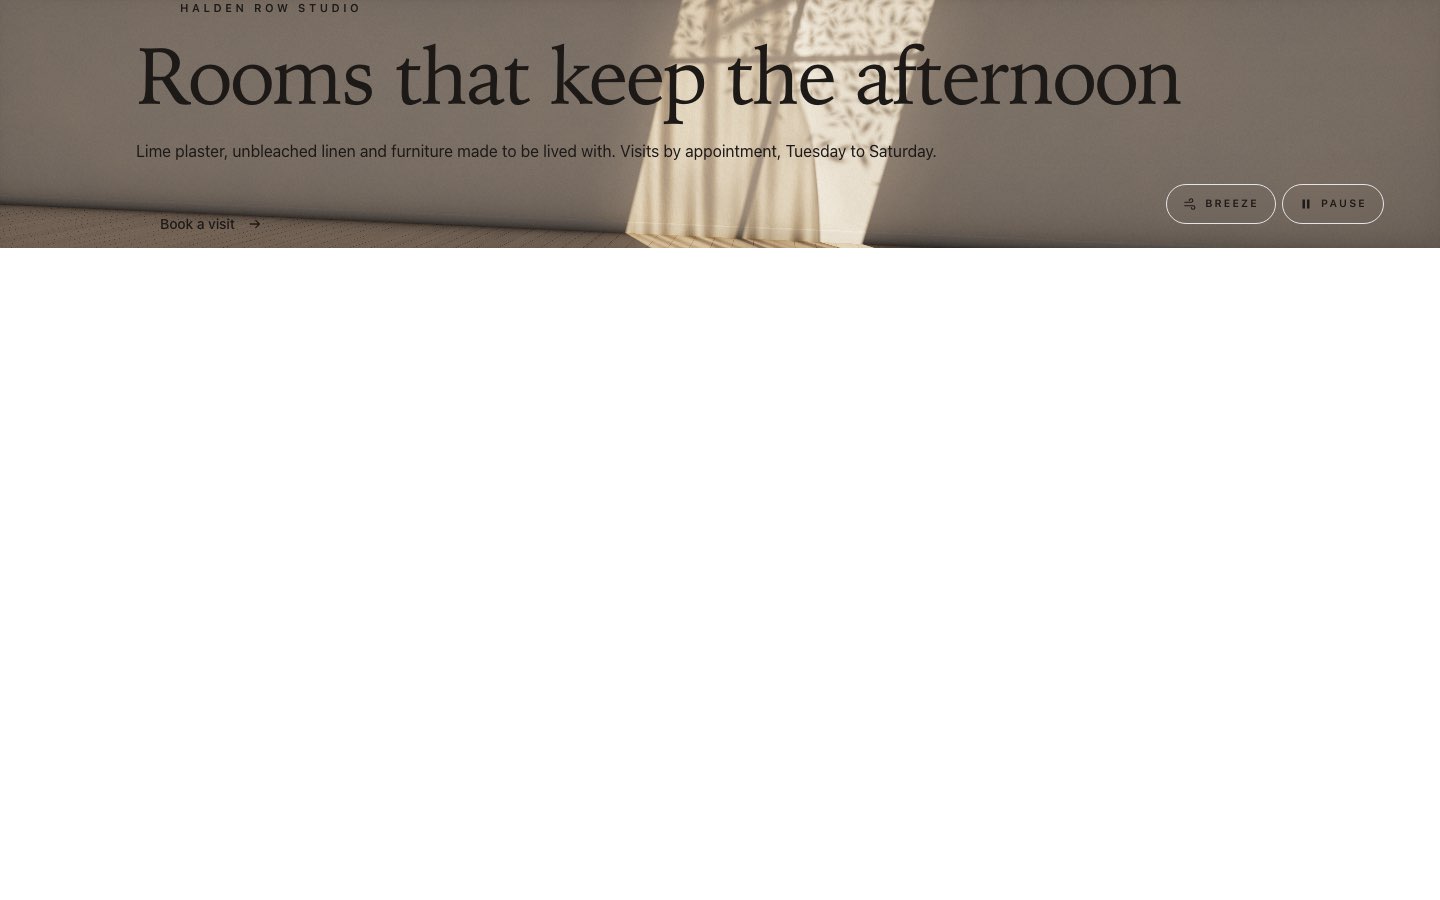 HALDEN ROW STUDIO
Rooms that keep the afternoon
Lime plaster, unbleached linen and furniture made to be lived with. Visits by appointment, Tuesday to Saturday.
BREEZE
PAUSE
Book a visit